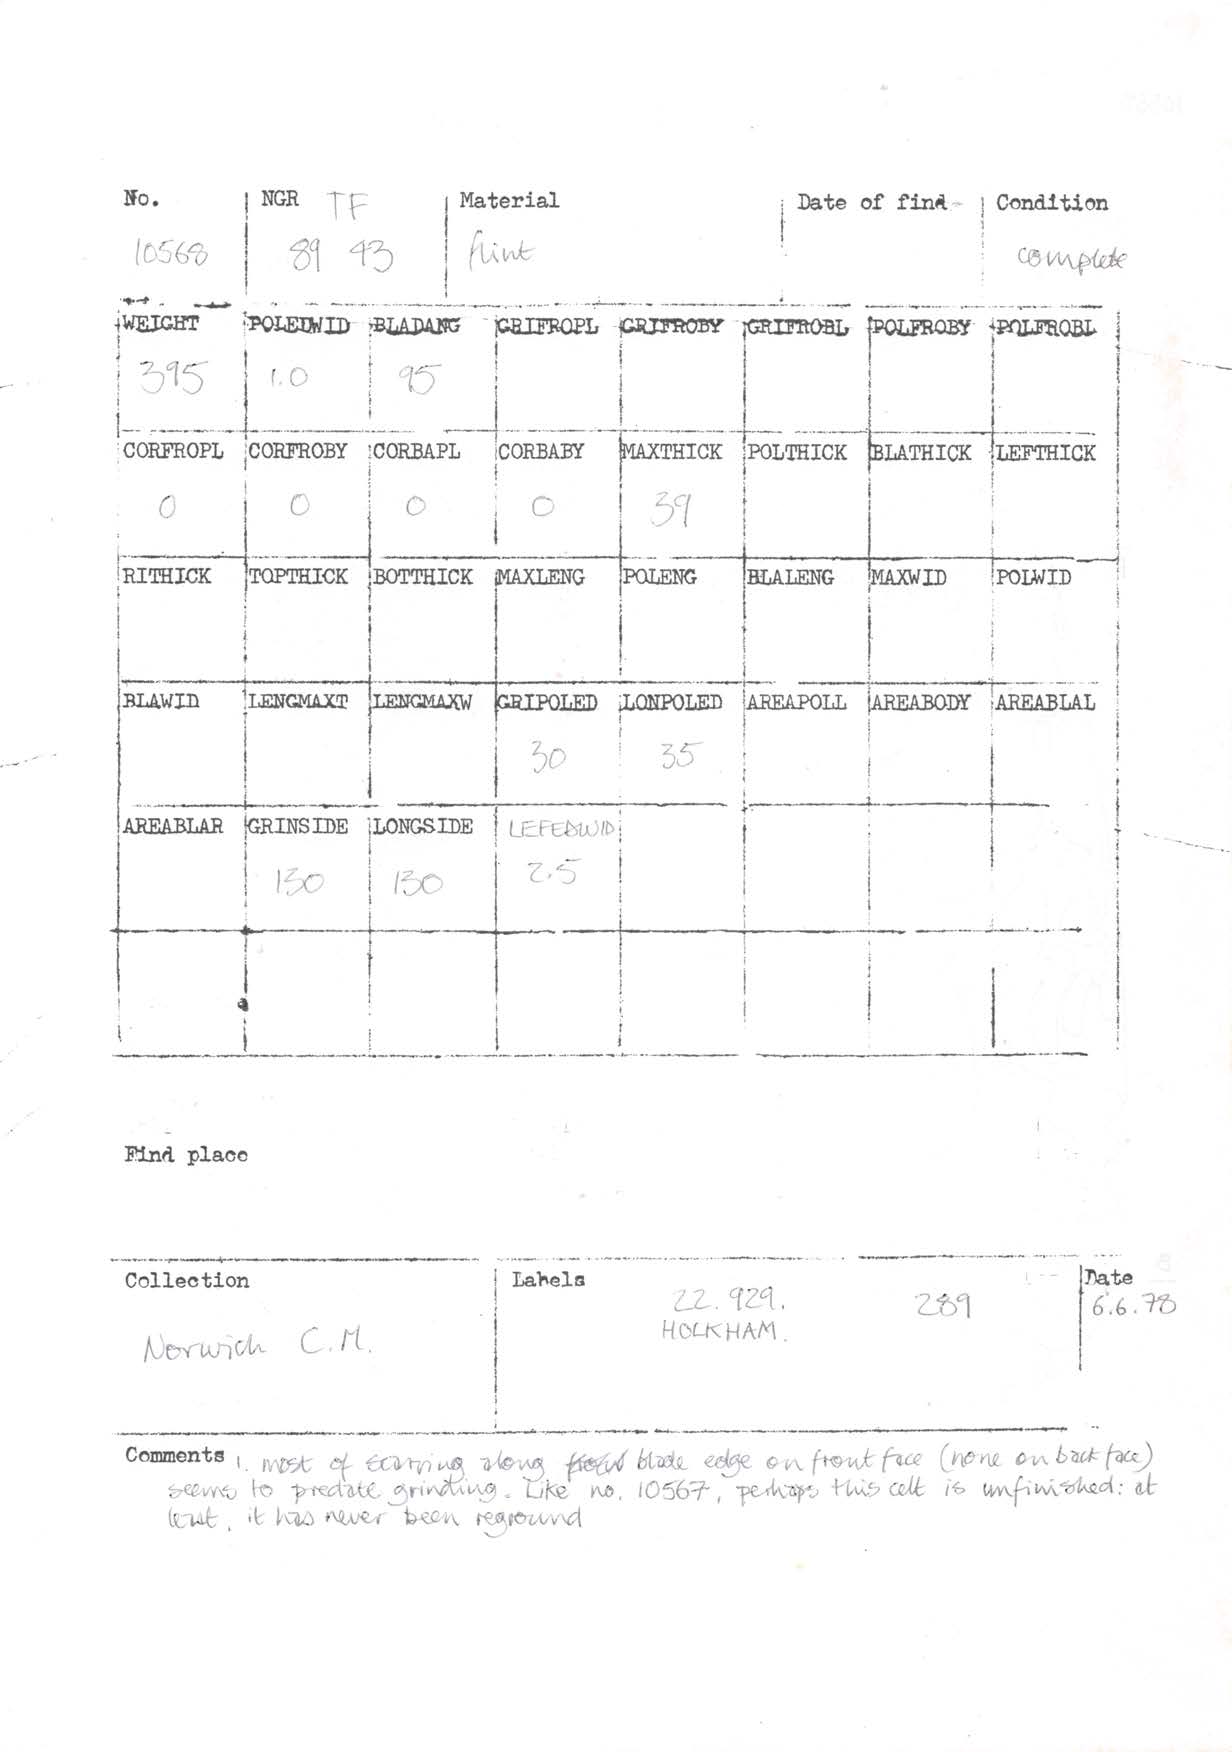 No. NGR TF Material Date of find Condition
10568 89 43 flint complete
WEIGHT POLEDWID BLADANG GRIFROPL GRIFROBY GRIFROBL POLFROBY POLFROBL
395 1.0 95
CORFROPL CORFROBY CORBAPL CORBABY MAXTHICK POLTHICK BLATHICK LEFTHICK
0 0 0 0 39
RITHICK TOPTHICK BOTTHICK MAXLENG POLENG BLALENG MAXWID POLWID
BLAWID LENGMAXT LENGMAXW GRIPOLED LONPOLED AREAPOLL AREABODY AREABLAL
30 35
AREABLAR GRINSIDE LONGSIDE LEFEDWID
130 130 2.5
Find place
Collection Labels Date
22.929. 289 6.6.78
HOLKHAM.
Norwich C.M.
Comments 1. most of scarring along blade edge on front face (none on back face)
seems to predate grinding. Like no. 10567, perhaps this celt is unfinished: at
least, it has never been reground